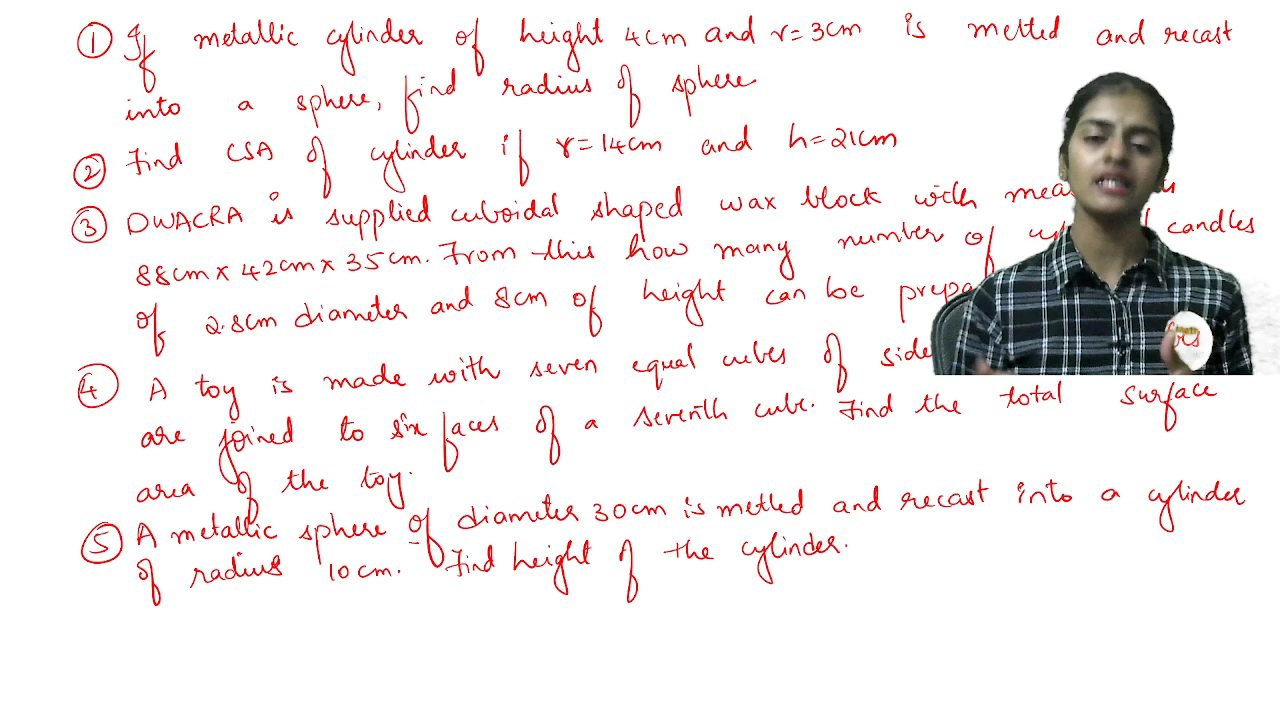 ① If metallic cylinder of height 4cm and r=3cm is melted and recast
into a sphere, find radius of sphere
② Find CSA of cylinder if r=14cm and h=21cm
③ DWACRA is supplied cuboidal shaped wax block with
88cm x 42cm x 35cm. From this how many number of candles
of 2.8cm diameter and 8cm of height can be
④ A toy is made with seven equal cubes of side
are joined to six faces of a seventh cube. Find the total surface
area of the toy.
⑤ A metallic sphere of diameter 30cm is metled and recast into a cylinder
of radius 10cm. Find height of the cylinder.